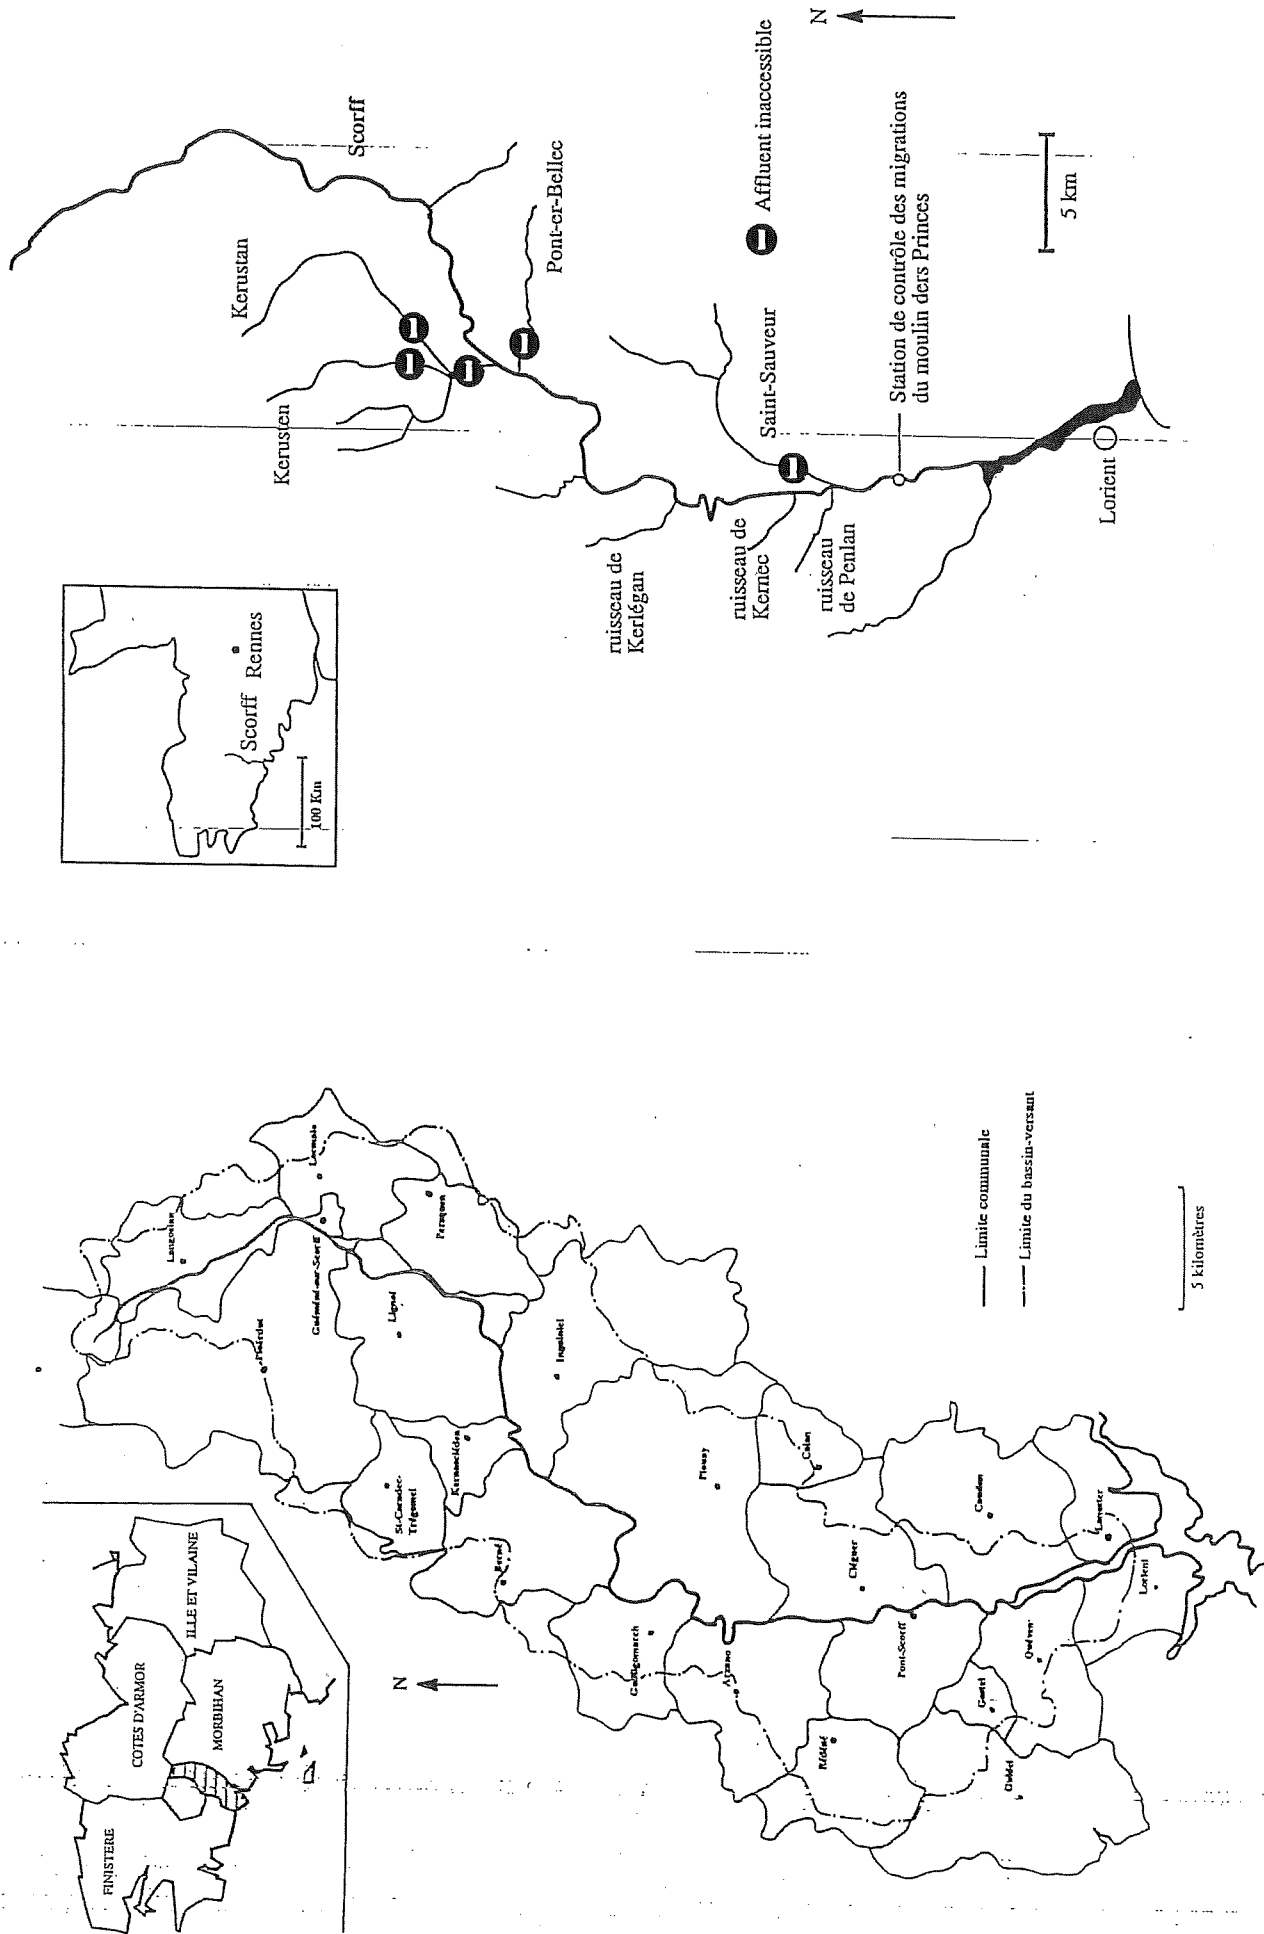 FINISTERE
COTES D'ARMOR
ILLE ET VILAINE
MORBIHAN
N
Langoëlan
Ploërdut
Locmalo
Guémené-sur-Scorff
Persquen
Lignol
St-Caradec-
Trégomel
Kernascléden
Inguiniel
Berné
Guilligomarch
Plouay
Arzano
Calan
Cléguer
Rédené
Pont-Scorff
Caudan
Gestel
Quéven
Guidel
Lanester
Lorient
Limite communale
Limite du bassin-versant
5 kilomètres
Scorff
Rennes
100 Km
Kerustan
Kerusten
Scorff
Pont-er-Bellec
ruisseau de
Kerlégan
ruisseau de
Kernec
ruisseau
de Penlan
Saint-Sauveur
Affluent inaccessible
Station de contrôle des migrations
du moulin ders Princes
Lorient
5 km
N